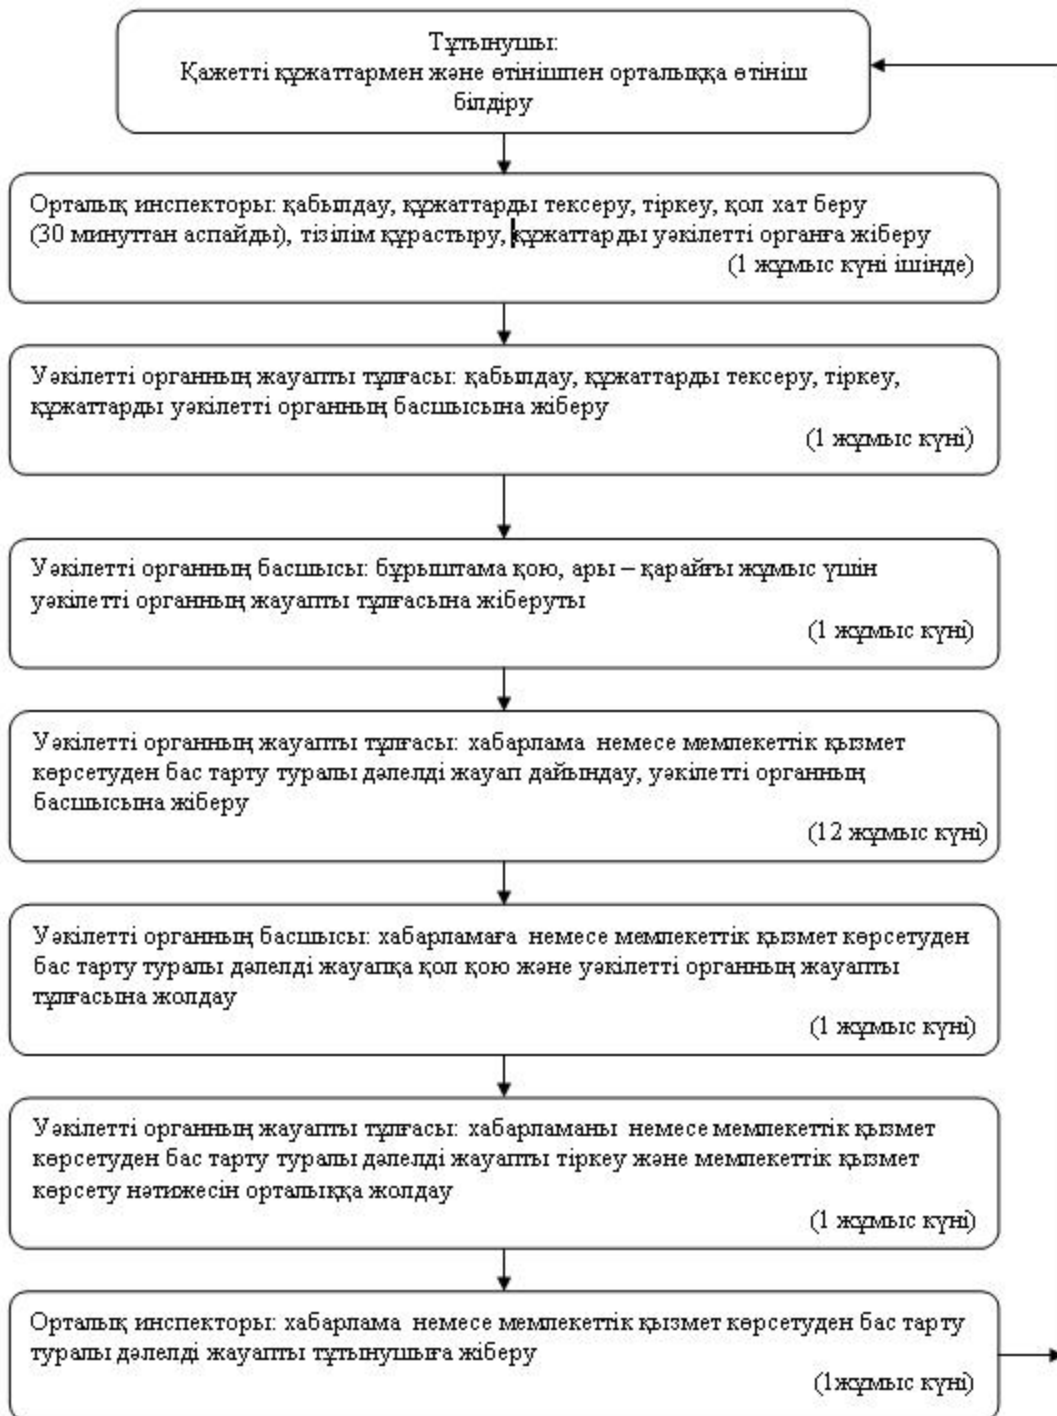 Тұтынушы:
Қажетті құжаттармен және өтінішпен орталыққа өтініш
білдіру
Орталық инспекторы: қабылдау, құжаттарды тексеру, тіркеу, қол хат беру
(30 минуттан аспайды), тізілім құрастыру, құжаттарды уәкілетті органға жіберу
(1 жұмыс күні ішінде)
Уәкілетті органның жауапты тұлғасы: қабылдау, құжаттарды тексеру, тіркеу,
құжаттарды уәкілетті органның басшысына жіберу
(1 жұмыс күні)
Уәкілетті органның басшысы: бұрыштама қою, ары – қарайғы жұмыс үшін
уәкілетті органның жауапты тұлғасына жіберуты
(1 жұмыс күні)
Уәкілетті органның жауапты тұлғасы: хабарлама немесе мемлекеттік қызмет
көрсетуден бас тарту туралы дәлелді жауап дайындау, уәкілетті органның
басшысына жіберу
(12 жұмыс күні)
Уәкілетті органның басшысы: хабарламаға немесе мемлекеттік қызмет көрсетуден
бас тарту туралы дәлелді жауапқа қол қою және уәкілетті органның жауапты
тұлғасына жолдау
(1 жұмыс күні)
Уәкілетті органның жауапты тұлғасы: хабарламаны немесе мемлекеттік қызмет
көрсетуден бас тарту туралы дәлелді жауапты тіркеу және мемлекеттік қызмет
көрсету нәтижесін орталыққа жолдау
(1 жұмыс күні)
Орталық инспекторы: хабарлама немесе мемлекеттік қызмет көрсетуден бас тарту
туралы дәлелді жауапты тұтынушыға жіберу
(1жұмыс күні)